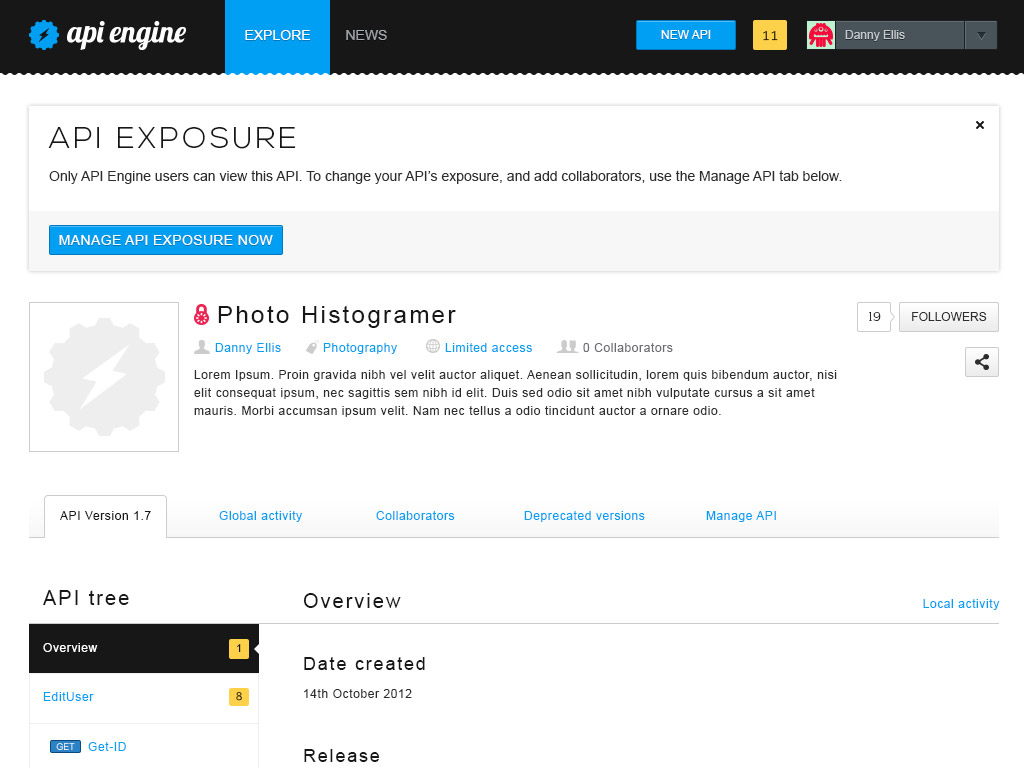 api engine
EXPLORE
NEWS
NEW API
11
Danny Ellis
API EXPOSURE
Only API Engine users can view this API. To change your API’s exposure, and add collaborators, use the Manage API tab below.
MANAGE API EXPOSURE NOW
Photo Histogramer
19
FOLLOWERS
Danny Ellis
Photography
Limited access
0 Collaborators
Lorem Ipsum. Proin gravida nibh vel velit auctor aliquet. Aenean sollicitudin, lorem quis bibendum auctor, nisi
elit consequat ipsum, nec sagittis sem nibh id elit. Duis sed odio sit amet nibh vulputate cursus a sit amet
mauris. Morbi accumsan ipsum velit. Nam nec tellus a odio tincidunt auctor a ornare odio.
API Version 1.7
Global activity
Collaborators
Deprecated versions
Manage API
API tree
Overview
1
EditUser
8
GET Get-ID
Overview
Local activity
Date created
14th October 2012
Release